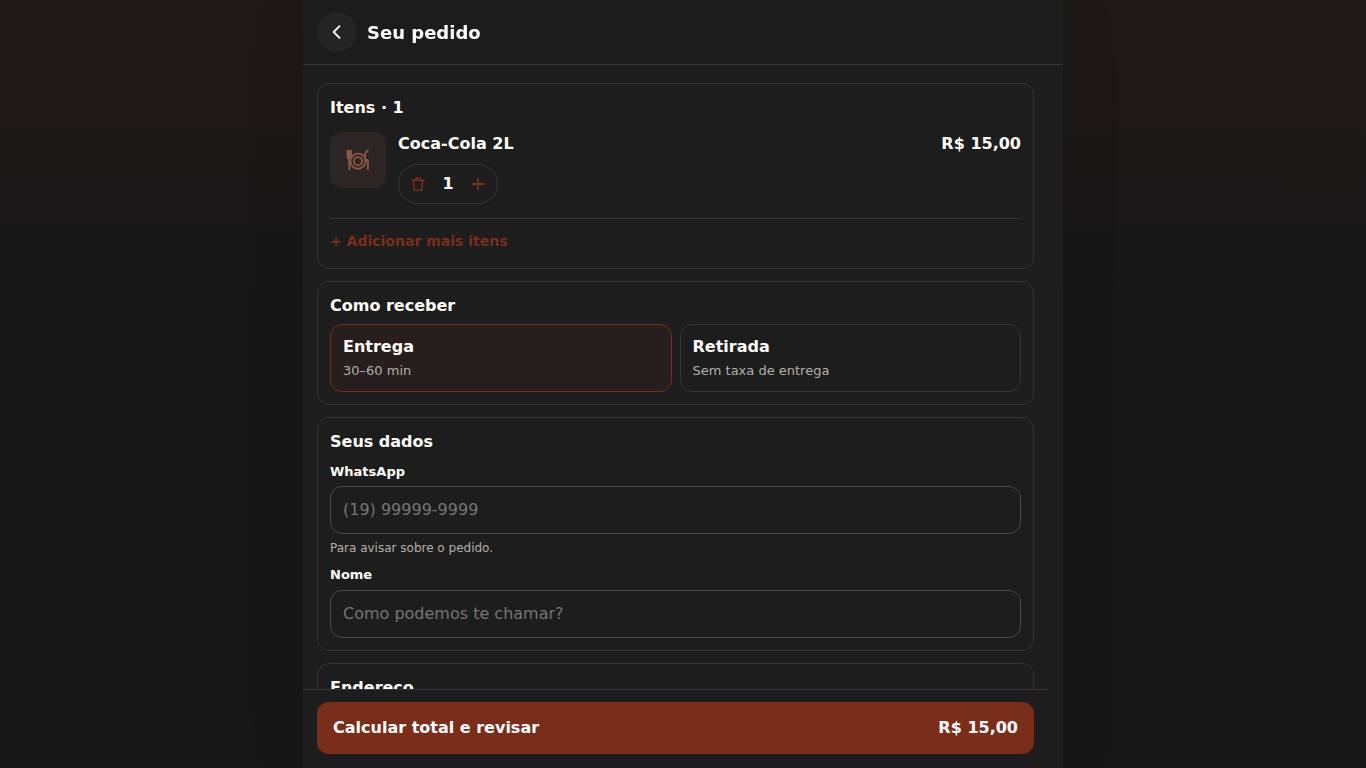 Seu pedido
Itens · 1
Coca-Cola 2L
R$ 15,00
1
+ Adicionar mais itens
Como receber
Entrega
30–60 min
Retirada
Sem taxa de entrega
Seus dados
WhatsApp
(19) 99999-9999
Para avisar sobre o pedido.
Nome
Como podemos te chamar?
Endereço
Calcular total e revisar
R$ 15,00